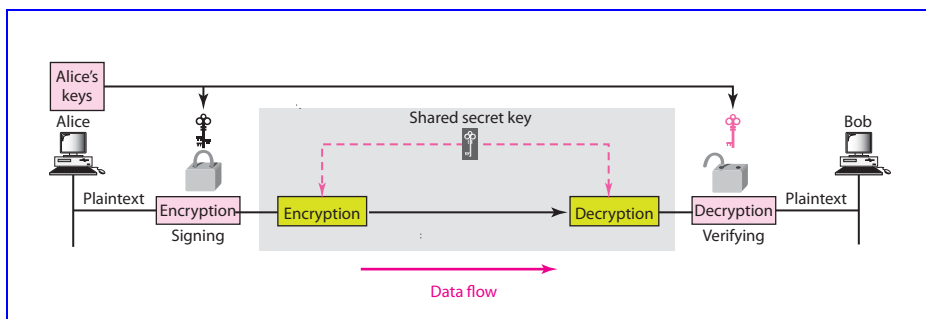 Alice's
keys
Alice
Shared secret key
Bob
Plaintext
Encryption
Encryption
Decryption
Decryption
Plaintext
Signing
Verifying
Data flow